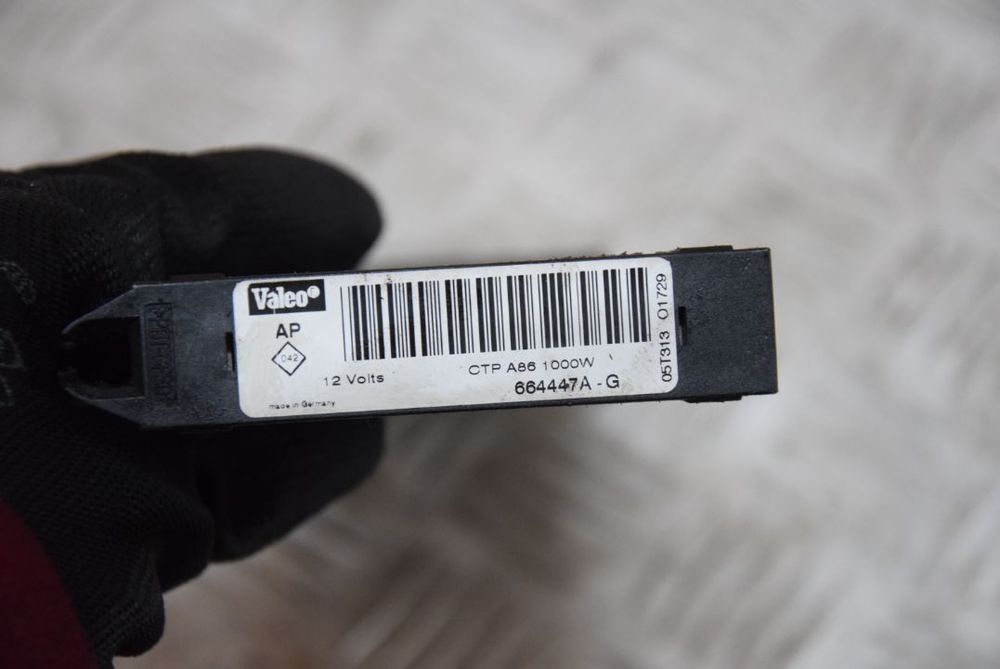 Valeo®
AP
042
12 Volts
made in Germany
CTP A86 1000W
664447A - G
05T313 01729